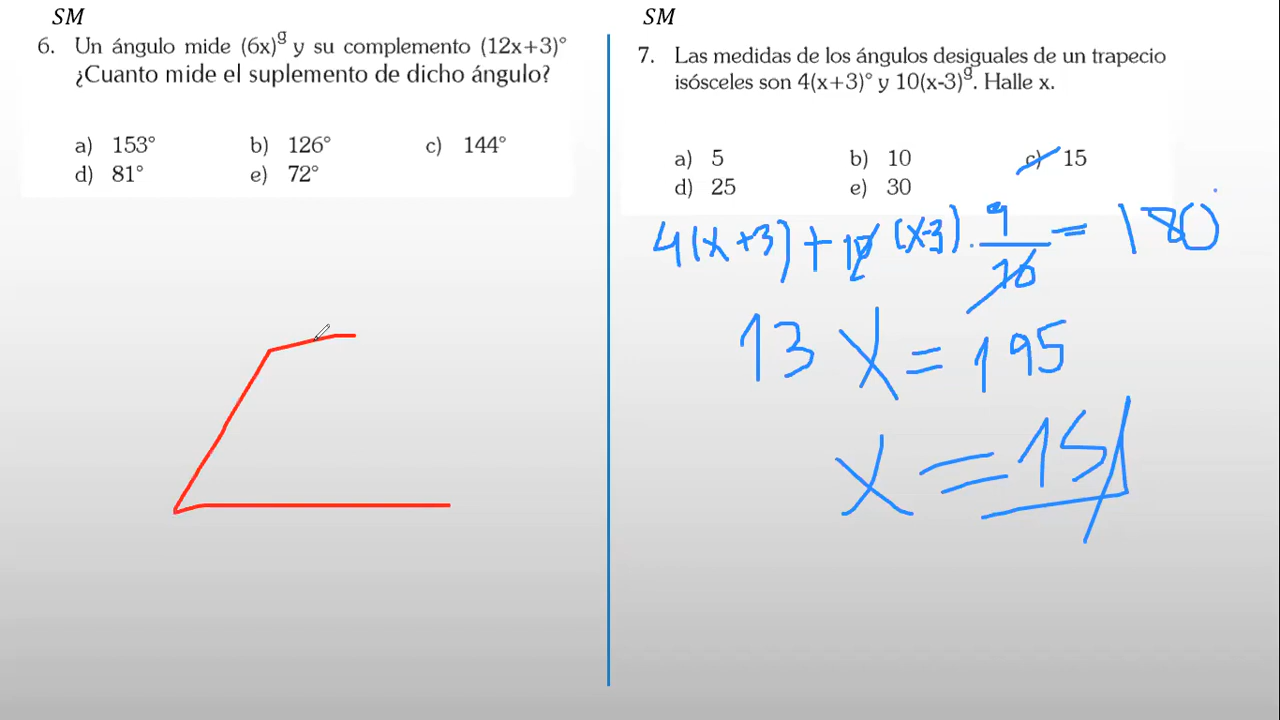 SM
6. Un ángulo mide (6x)ᵍ y su complemento (12x+3)°
¿Cuanto mide el suplemento de dicho ángulo?
a) 153° b) 126° c) 144°
d) 81° e) 72°
SM
7. Las medidas de los ángulos desiguales de un trapecio
isósceles son 4(x+3)° y 10(x-3)ᵍ. Halle x.
a) 5 b) 10 c) 15
d) 25 e) 30
4(x+3) + 10(x-3) · 9/10 = 180
13 x = 195
x = 15